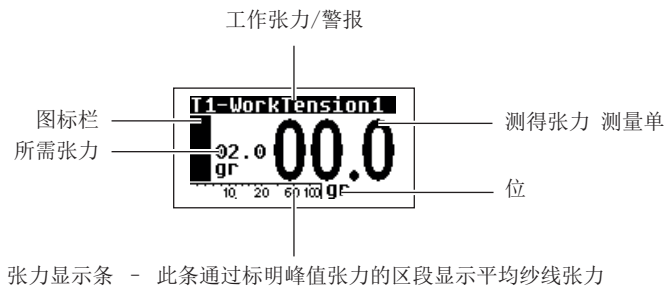 工作张力/警报
T1-WorkTension1
图标栏
测得张力 测量单
所需张力
02.0
gr
00.0
位
10 20 60 100 gr
张力显示条 - 此条通过标明峰值张力的区段显示平均纱线张力